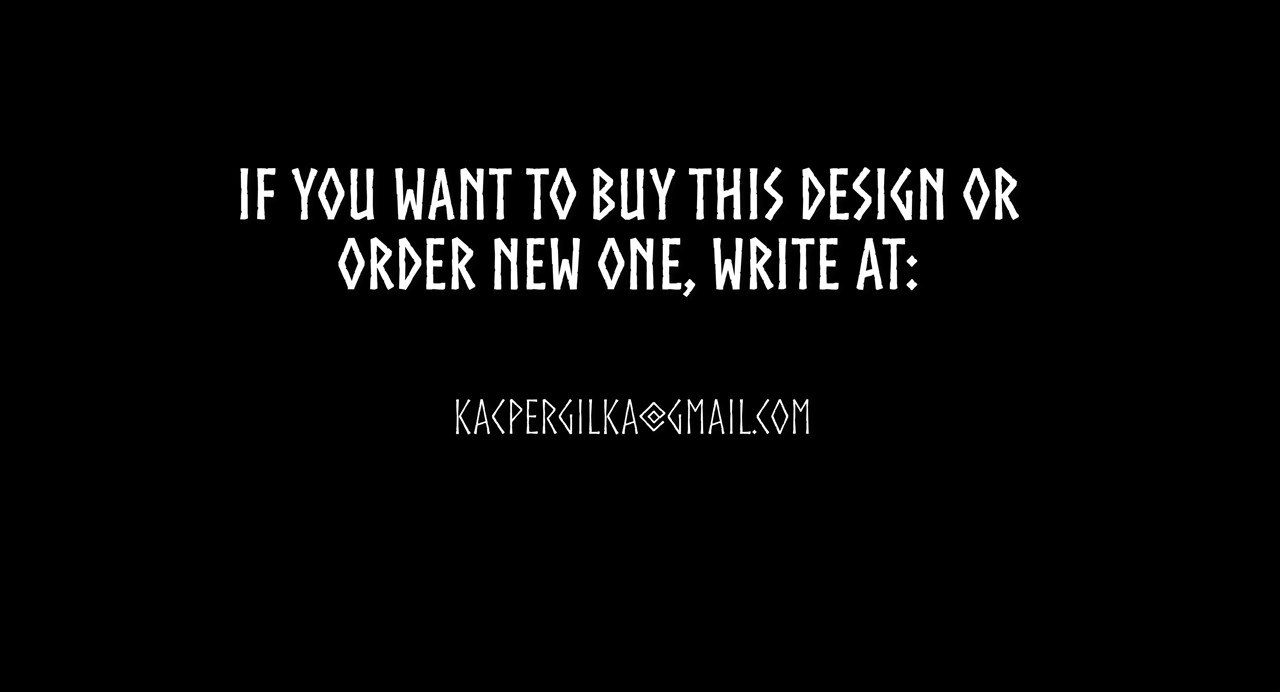 IF YOU WANT TO BUY THIS DESIGN OR
ORDER NEW ONE, WRITE AT:
KACPERGILKA@GMAIL.COM